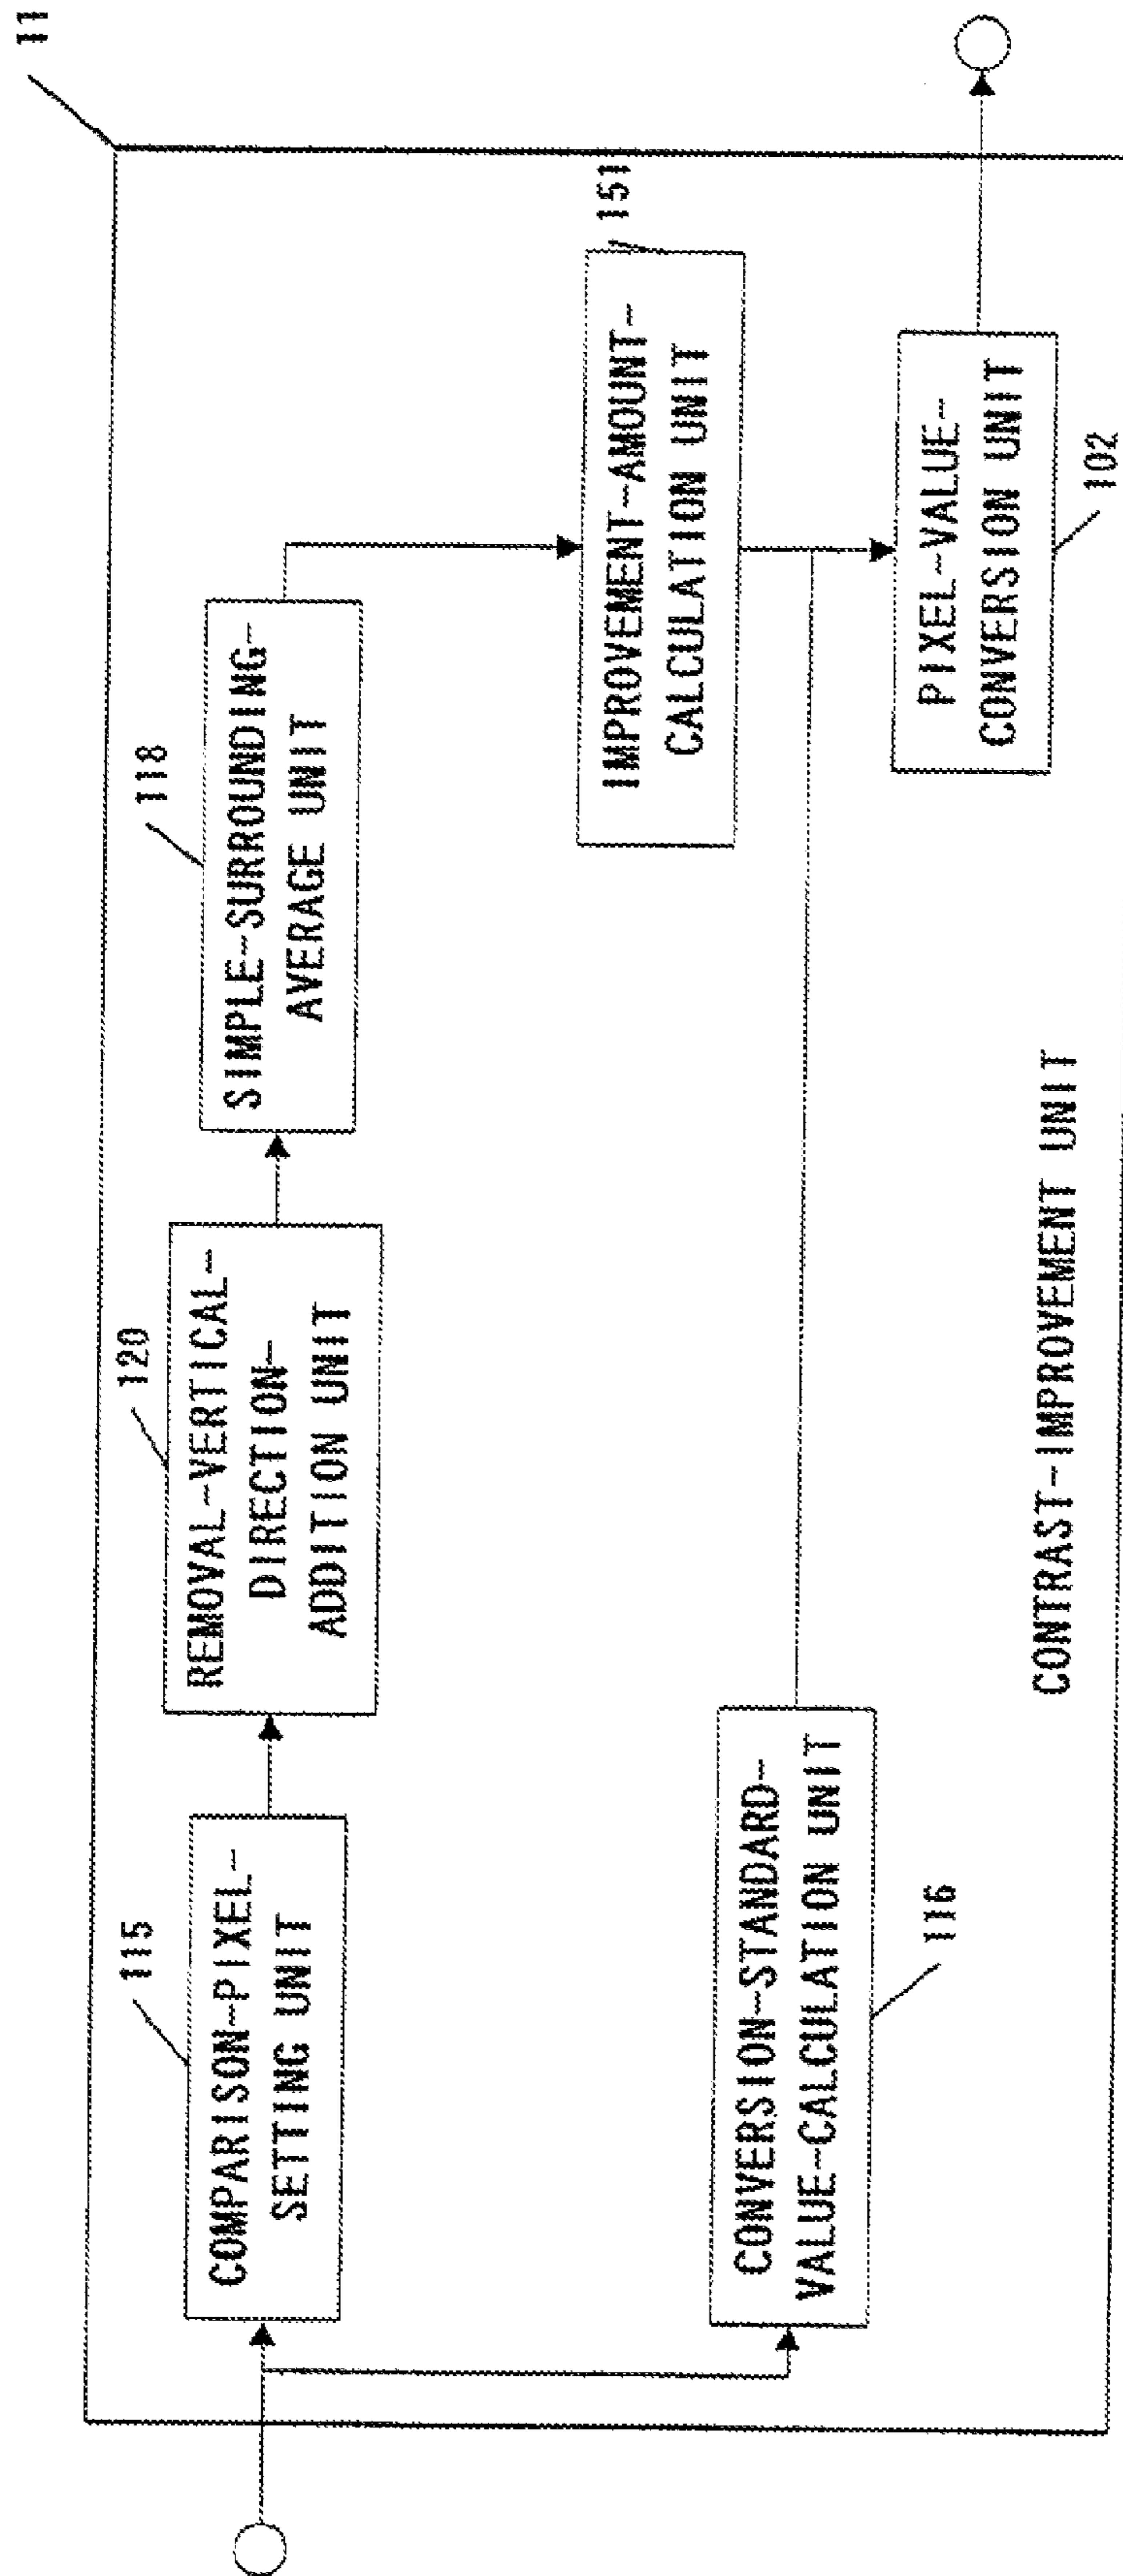 11
115
COMPARISON-PIXEL-
SETTING UNIT
120
REMOVAL-VERTICAL-
DIRECTION-
ADDITION UNIT
118
SIMPLE-SURROUNDING-
AVERAGE UNIT
151
IMPROVEMENT-AMOUNT-
CALCULATION UNIT
CONVERSION-STANDARD-
VALUE-CALCULATION UNIT
116
PIXEL-VALUE-
CONVERSION UNIT
102
CONTRAST-IMPROVEMENT UNIT